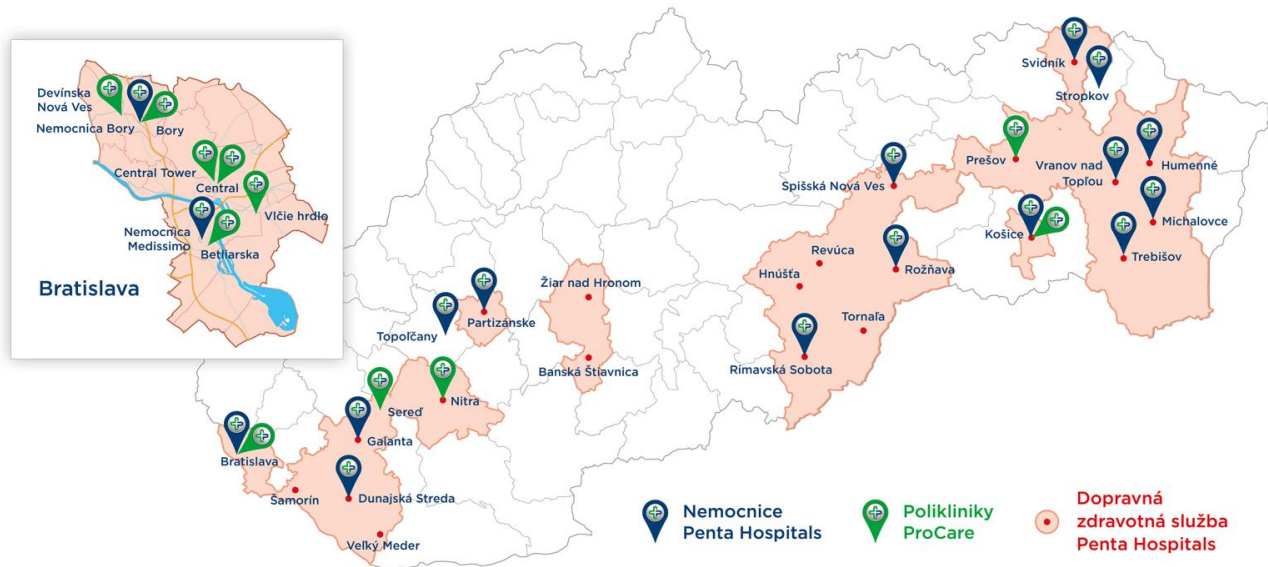 Devínska
Nová Ves
Nemocnica Bory
Bory
Central Tower
Central
Vlčie hrdlo
Nemocnica
Medissimo
Betliarska
Bratislava
Svidník
Stropkov
Prešov
Vranov nad
Topľou
Humenné
Spišská Nová Ves
Michalovce
Košice
Trebišov
Revúca
Rožňava
Hnúšťa
Žiar nad Hronom
Tornaľa
Partizánske
Topoľčany
Banská Štiavnica
Rimavská Sobota
Sereď
Nitra
Galanta
Bratislava
Šamorín
Dunajská Streda
Veľký Meder
Nemocnice
Penta Hospitals
Polikliniky
ProCare
Dopravná
zdravotná služba
Penta Hospitals